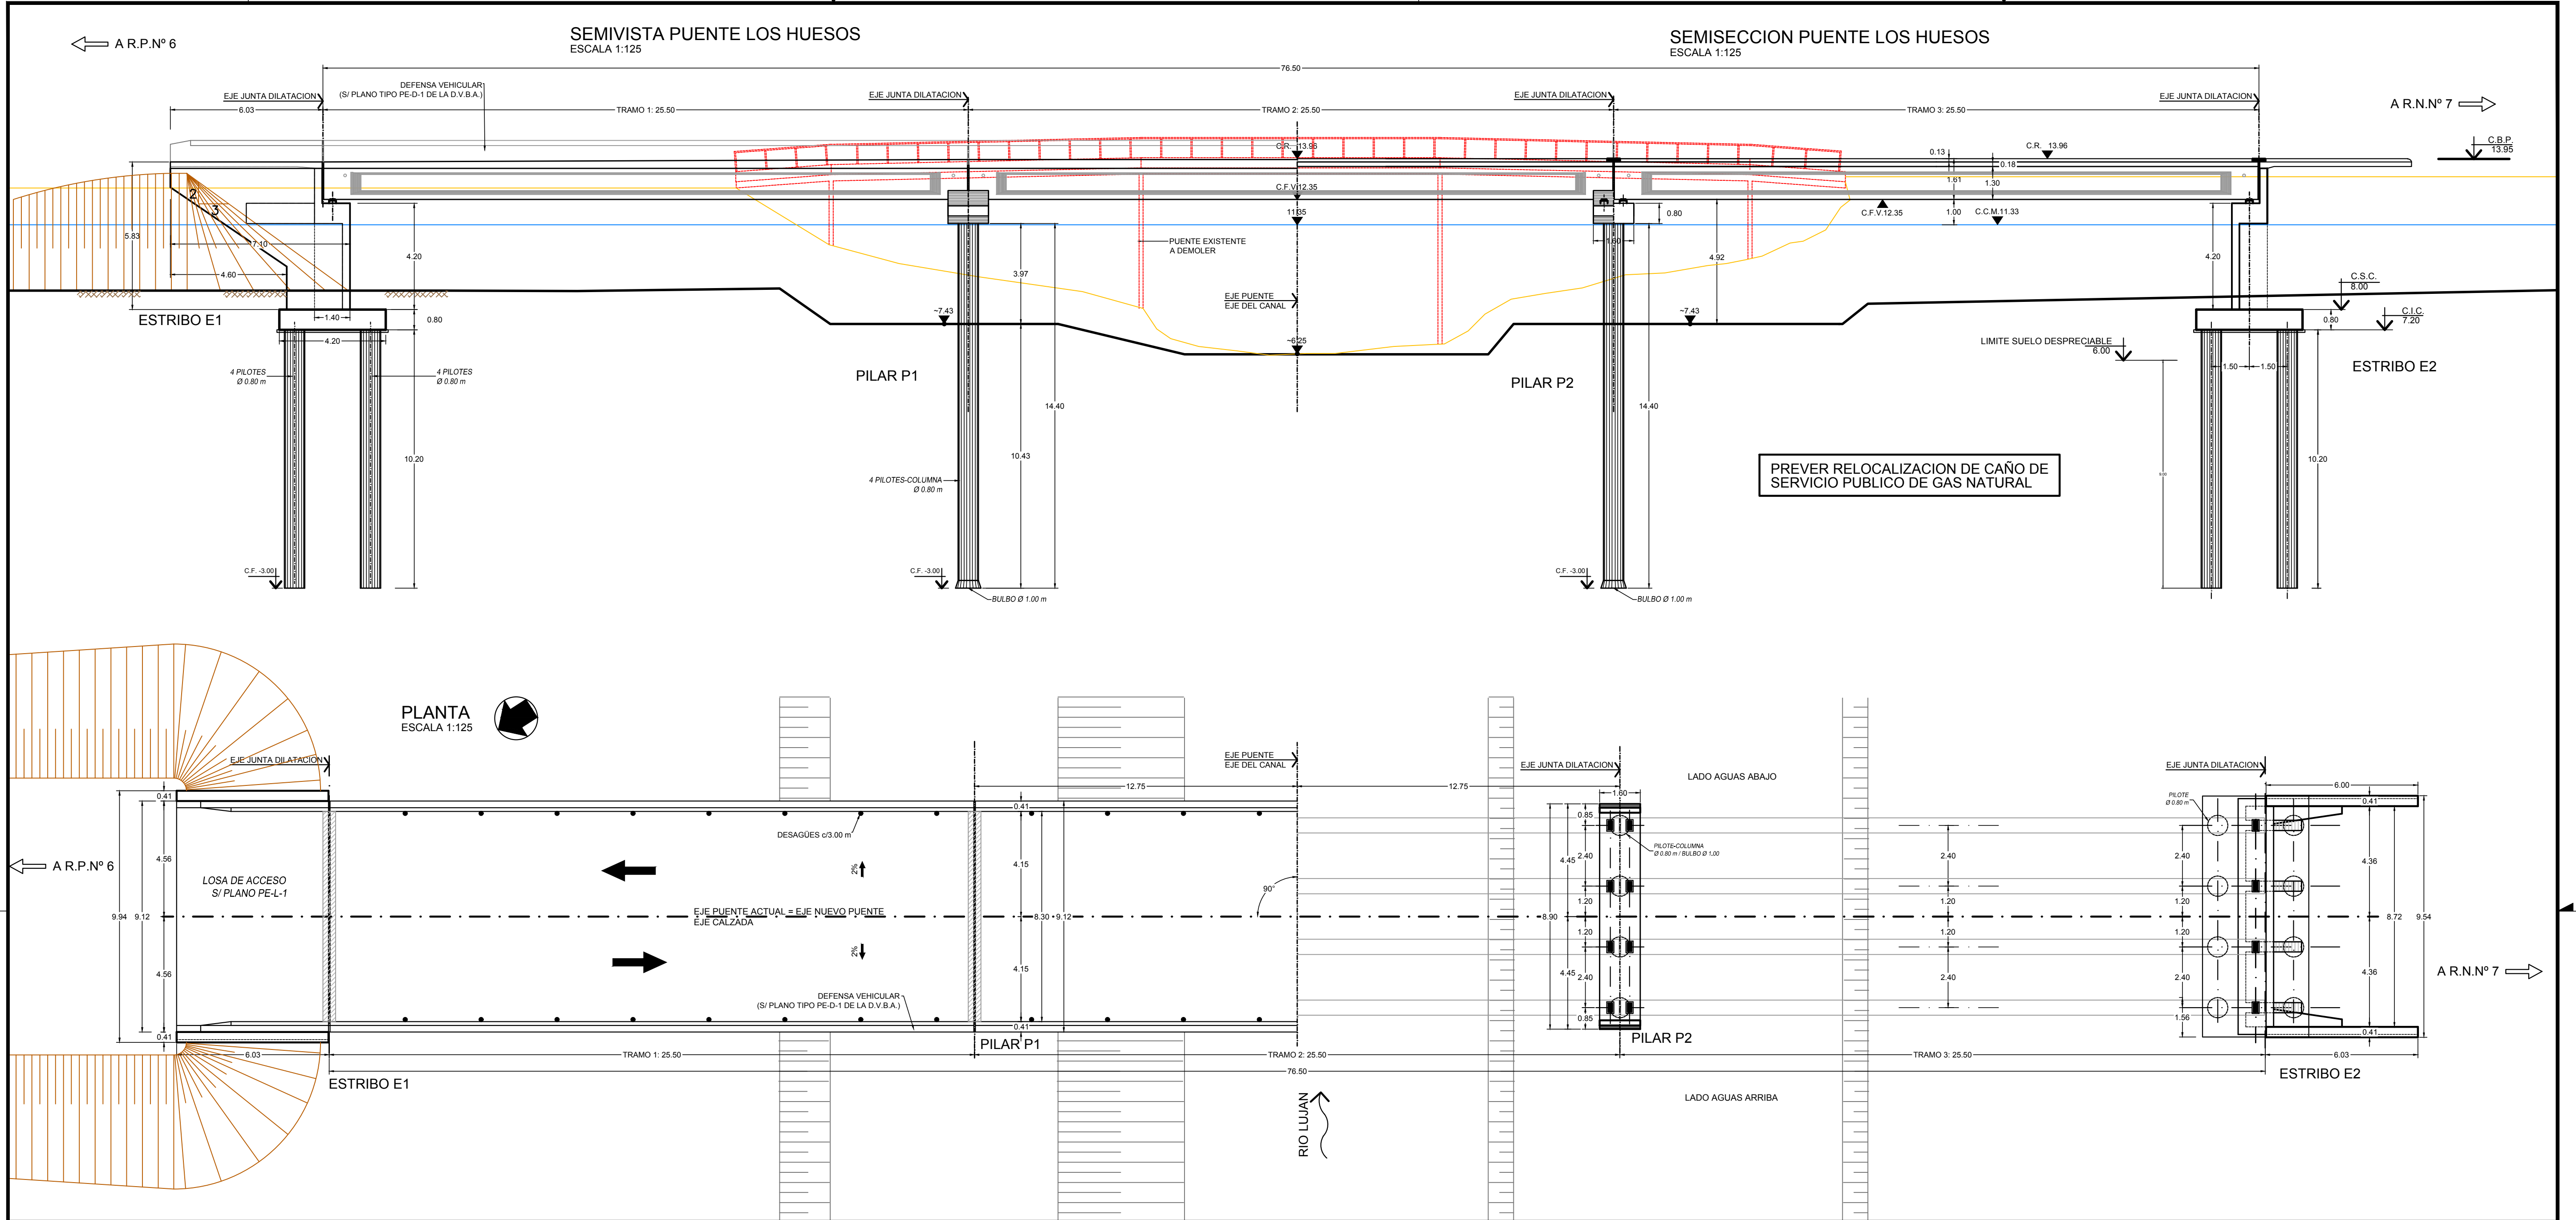 SEMIVISTA PUENTE LOS HUESOS
ESCALA 1:125
SEMISECCION PUENTE LOS HUESOS
ESCALA 1:125
A R.P.Nº 6
76.50
DEFENSA VEHICULAR
(S/ PLANO TIPO PE-D-1 DE LA D.V.B.A.)
EJE JUNTA DILATACION
EJE JUNTA DILATACION
EJE JUNTA DILATACION
EJE JUNTA DILATACION
A R.N.Nº 7
6.03
TRAMO 1: 25.50
TRAMO 2: 25.50
TRAMO 3: 25.50
C.R. 13.96
0.13
C.R. 13.96
C.B.P.
13.95
0.18
1.61
1.30
2
3
C.F.V.12.35
11.35
0.80
C.F.V.12.35
1.00
C.C.M.11.33
5.83
7.10
4.60
4.20
PUENTE EXISTENTE
A DEMOLER
1.60
3.97
4.92
4.20
C.S.C.
8.00
EJE PUENTE
EJE DEL CANAL
ESTRIBO E1
1.40
0.80
4.20
~7.43
~7.43
0.80
C.I.C.
7.20
~6.25
LIMITE SUELO DESPRECIABLE
6.00
1.50
1.50
ESTRIBO E2
4 PILOTES
Ø 0.80 m
4 PILOTES
Ø 0.80 m
PILAR P1
PILAR P2
14.40
14.40
10.20
10.43
10.20
4 PILOTES-COLUMNA
Ø 0.80 m
PREVER RELOCALIZACION DE CAÑO DE
SERVICIO PUBLICO DE GAS NATURAL
9.00
C.F. -3.00
C.F. -3.00
C.F. -3.00
BULBO Ø 1.00 m
BULBO Ø 1.00 m
PLANTA
ESCALA 1:125
EJE JUNTA DILATACION
EJE PUENTE
EJE DEL CANAL
EJE JUNTA DILATACION
LADO AGUAS ABAJO
EJE JUNTA DILATACION
12.75
12.75
6.00
0.41
0.41
1.60
PILOTE
Ø 0.80 m
0.41
DESAGÜES c/3.00 m
0.85
PILOTE-COLUMNA
Ø 0.80 m / BULBO Ø 1,00
4.56
4.15
4.45
2.40
2.40
2.40
4.36
A R.P.Nº 6
LOSA DE ACCESO
S/ PLANO PE-L-1
2%
90°
1.20
1.20
1.20
9.94
9.12
EJE PUENTE ACTUAL = EJE NUEVO PUENTE
EJE CALZADA
8.30
9.12
8.90
8.72
9.54
1.20
1.20
1.20
2%
4.56
4.15
4.45
2.40
2.40
2.40
4.36
A R.N.Nº 7
DEFENSA VEHICULAR
(S/ PLANO TIPO PE-D-1 DE LA D.V.B.A.)
0.85
1.56
0.41
0.41
0.41
PILAR P1
PILAR P2
6.03
TRAMO 1: 25.50
TRAMO 2: 25.50
TRAMO 3: 25.50
6.03
76.50
ESTRIBO E1
ESTRIBO E2
RIO LUJAN
LADO AGUAS ARRIBA